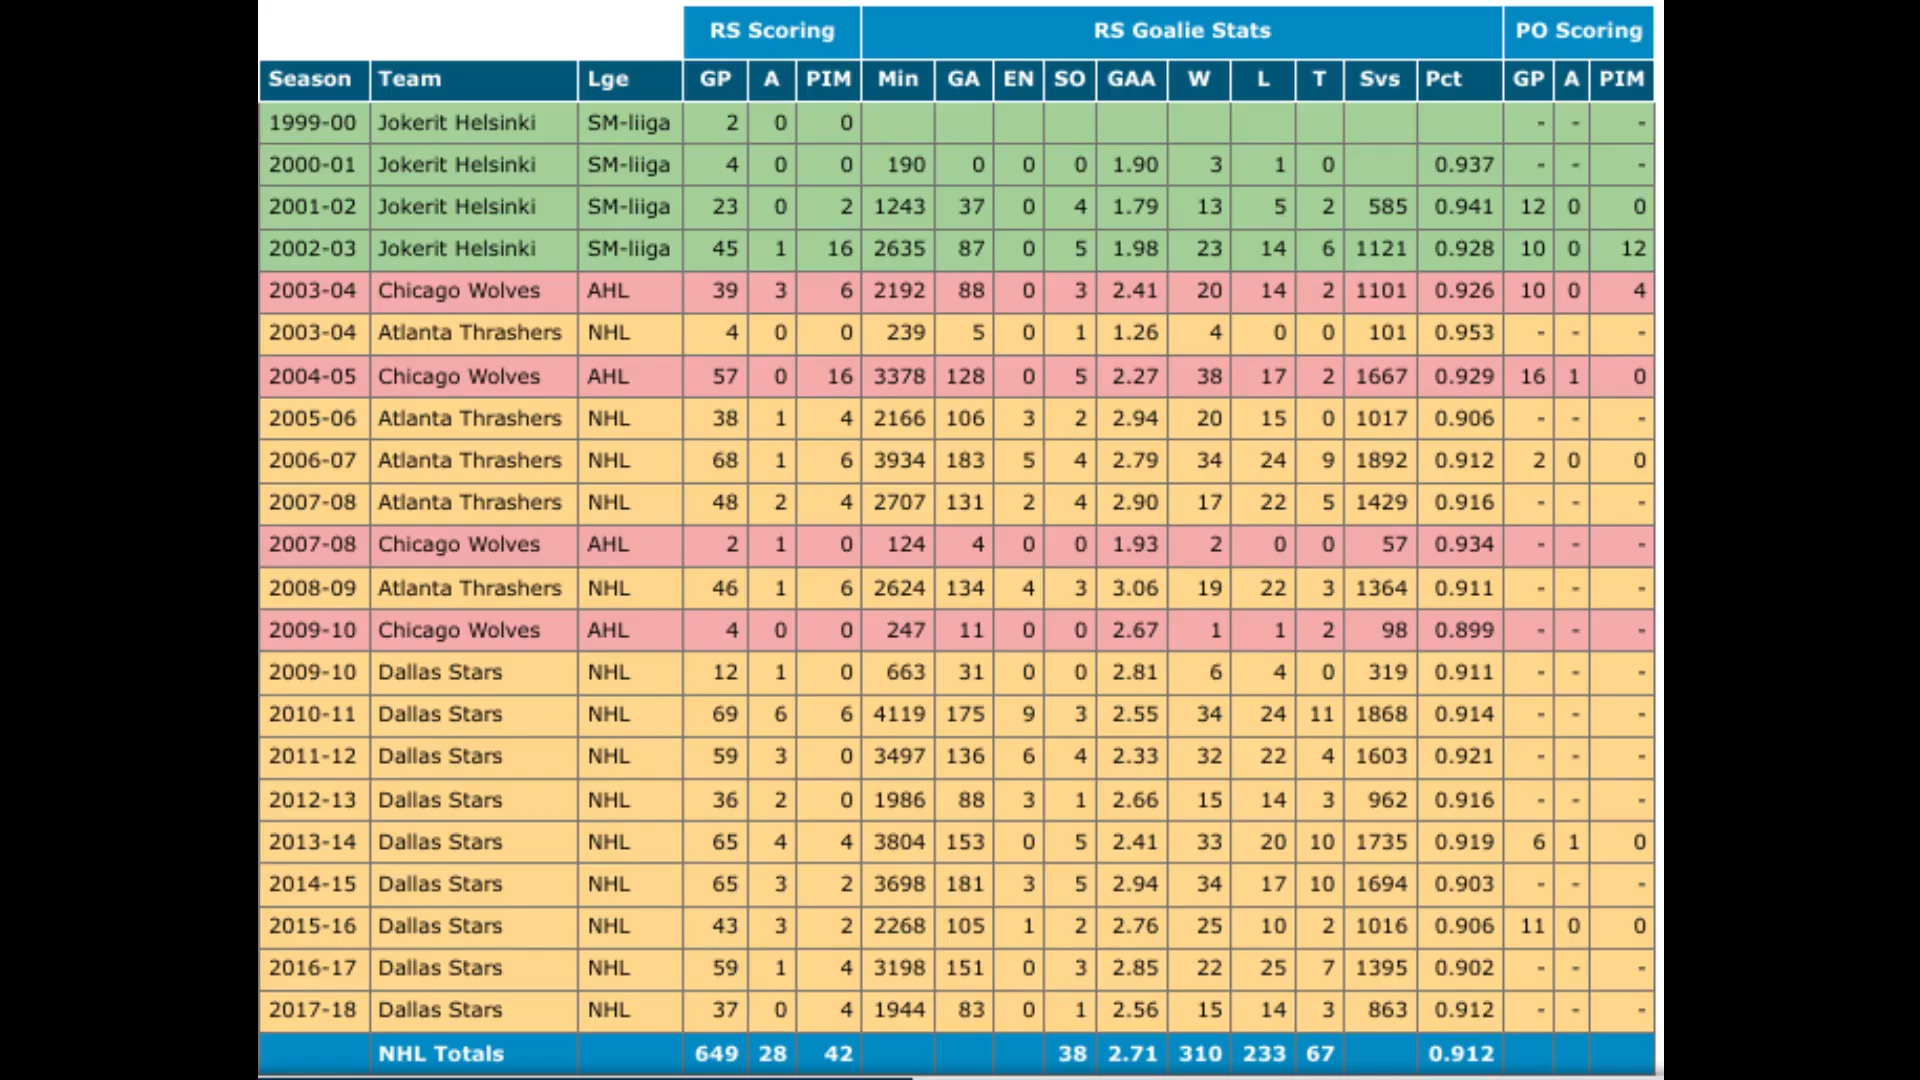 RS Scoring RS Goalie Stats PO Scoring
Season Team Lge GP A PIM Min GA EN SO GAA W L T Svs Pct GP A PIM
1999-00 Jokerit Helsinki SM-liiga 2 0 0 - - -
2000-01 Jokerit Helsinki SM-liiga 4 0 0 190 0 0 0 1.90 3 1 0 0.937 - - -
2001-02 Jokerit Helsinki SM-liiga 23 0 2 1243 37 0 4 1.79 13 5 2 585 0.941 12 0 0
2002-03 Jokerit Helsinki SM-liiga 45 1 16 2635 87 0 5 1.98 23 14 6 1121 0.928 10 0 12
2003-04 Chicago Wolves AHL 39 3 6 2192 88 0 3 2.41 20 14 2 1101 0.926 10 0 4
2003-04 Atlanta Thrashers NHL 4 0 0 239 5 0 1 1.26 4 0 0 101 0.953 - - -
2004-05 Chicago Wolves AHL 57 0 16 3378 128 0 5 2.27 38 17 2 1667 0.929 16 1 0
2005-06 Atlanta Thrashers NHL 38 1 4 2166 106 3 2 2.94 20 15 0 1017 0.906 - - -
2006-07 Atlanta Thrashers NHL 68 1 6 3934 183 5 4 2.79 34 24 9 1892 0.912 2 0 0
2007-08 Atlanta Thrashers NHL 48 2 4 2707 131 2 4 2.90 17 22 5 1429 0.916 - - -
2007-08 Chicago Wolves AHL 2 1 0 124 4 0 0 1.93 2 0 0 57 0.934 - - -
2008-09 Atlanta Thrashers NHL 46 1 6 2624 134 4 3 3.06 19 22 3 1364 0.911 - - -
2009-10 Chicago Wolves AHL 4 0 0 247 11 0 0 2.67 1 1 2 98 0.899 - - -
2009-10 Dallas Stars NHL 12 1 0 663 31 0 0 2.81 6 4 0 319 0.911 - - -
2010-11 Dallas Stars NHL 69 6 6 4119 175 9 3 2.55 34 24 11 1868 0.914 - - -
2011-12 Dallas Stars NHL 59 3 0 3497 136 6 4 2.33 32 22 4 1603 0.921 - - -
2012-13 Dallas Stars NHL 36 2 0 1986 88 3 1 2.66 15 14 3 962 0.916 - - -
2013-14 Dallas Stars NHL 65 4 4 3804 153 0 5 2.41 33 20 10 1735 0.919 6 1 0
2014-15 Dallas Stars NHL 65 3 2 3698 181 3 5 2.94 34 17 10 1694 0.903 - - -
2015-16 Dallas Stars NHL 43 3 2 2268 105 1 2 2.76 25 10 2 1016 0.906 11 0 0
2016-17 Dallas Stars NHL 59 1 4 3198 151 0 3 2.85 22 25 7 1395 0.902 - - -
2017-18 Dallas Stars NHL 37 0 4 1944 83 0 1 2.56 15 14 3 863 0.912 - - -
NHL Totals 649 28 42 38 2.71 310 233 67 0.912